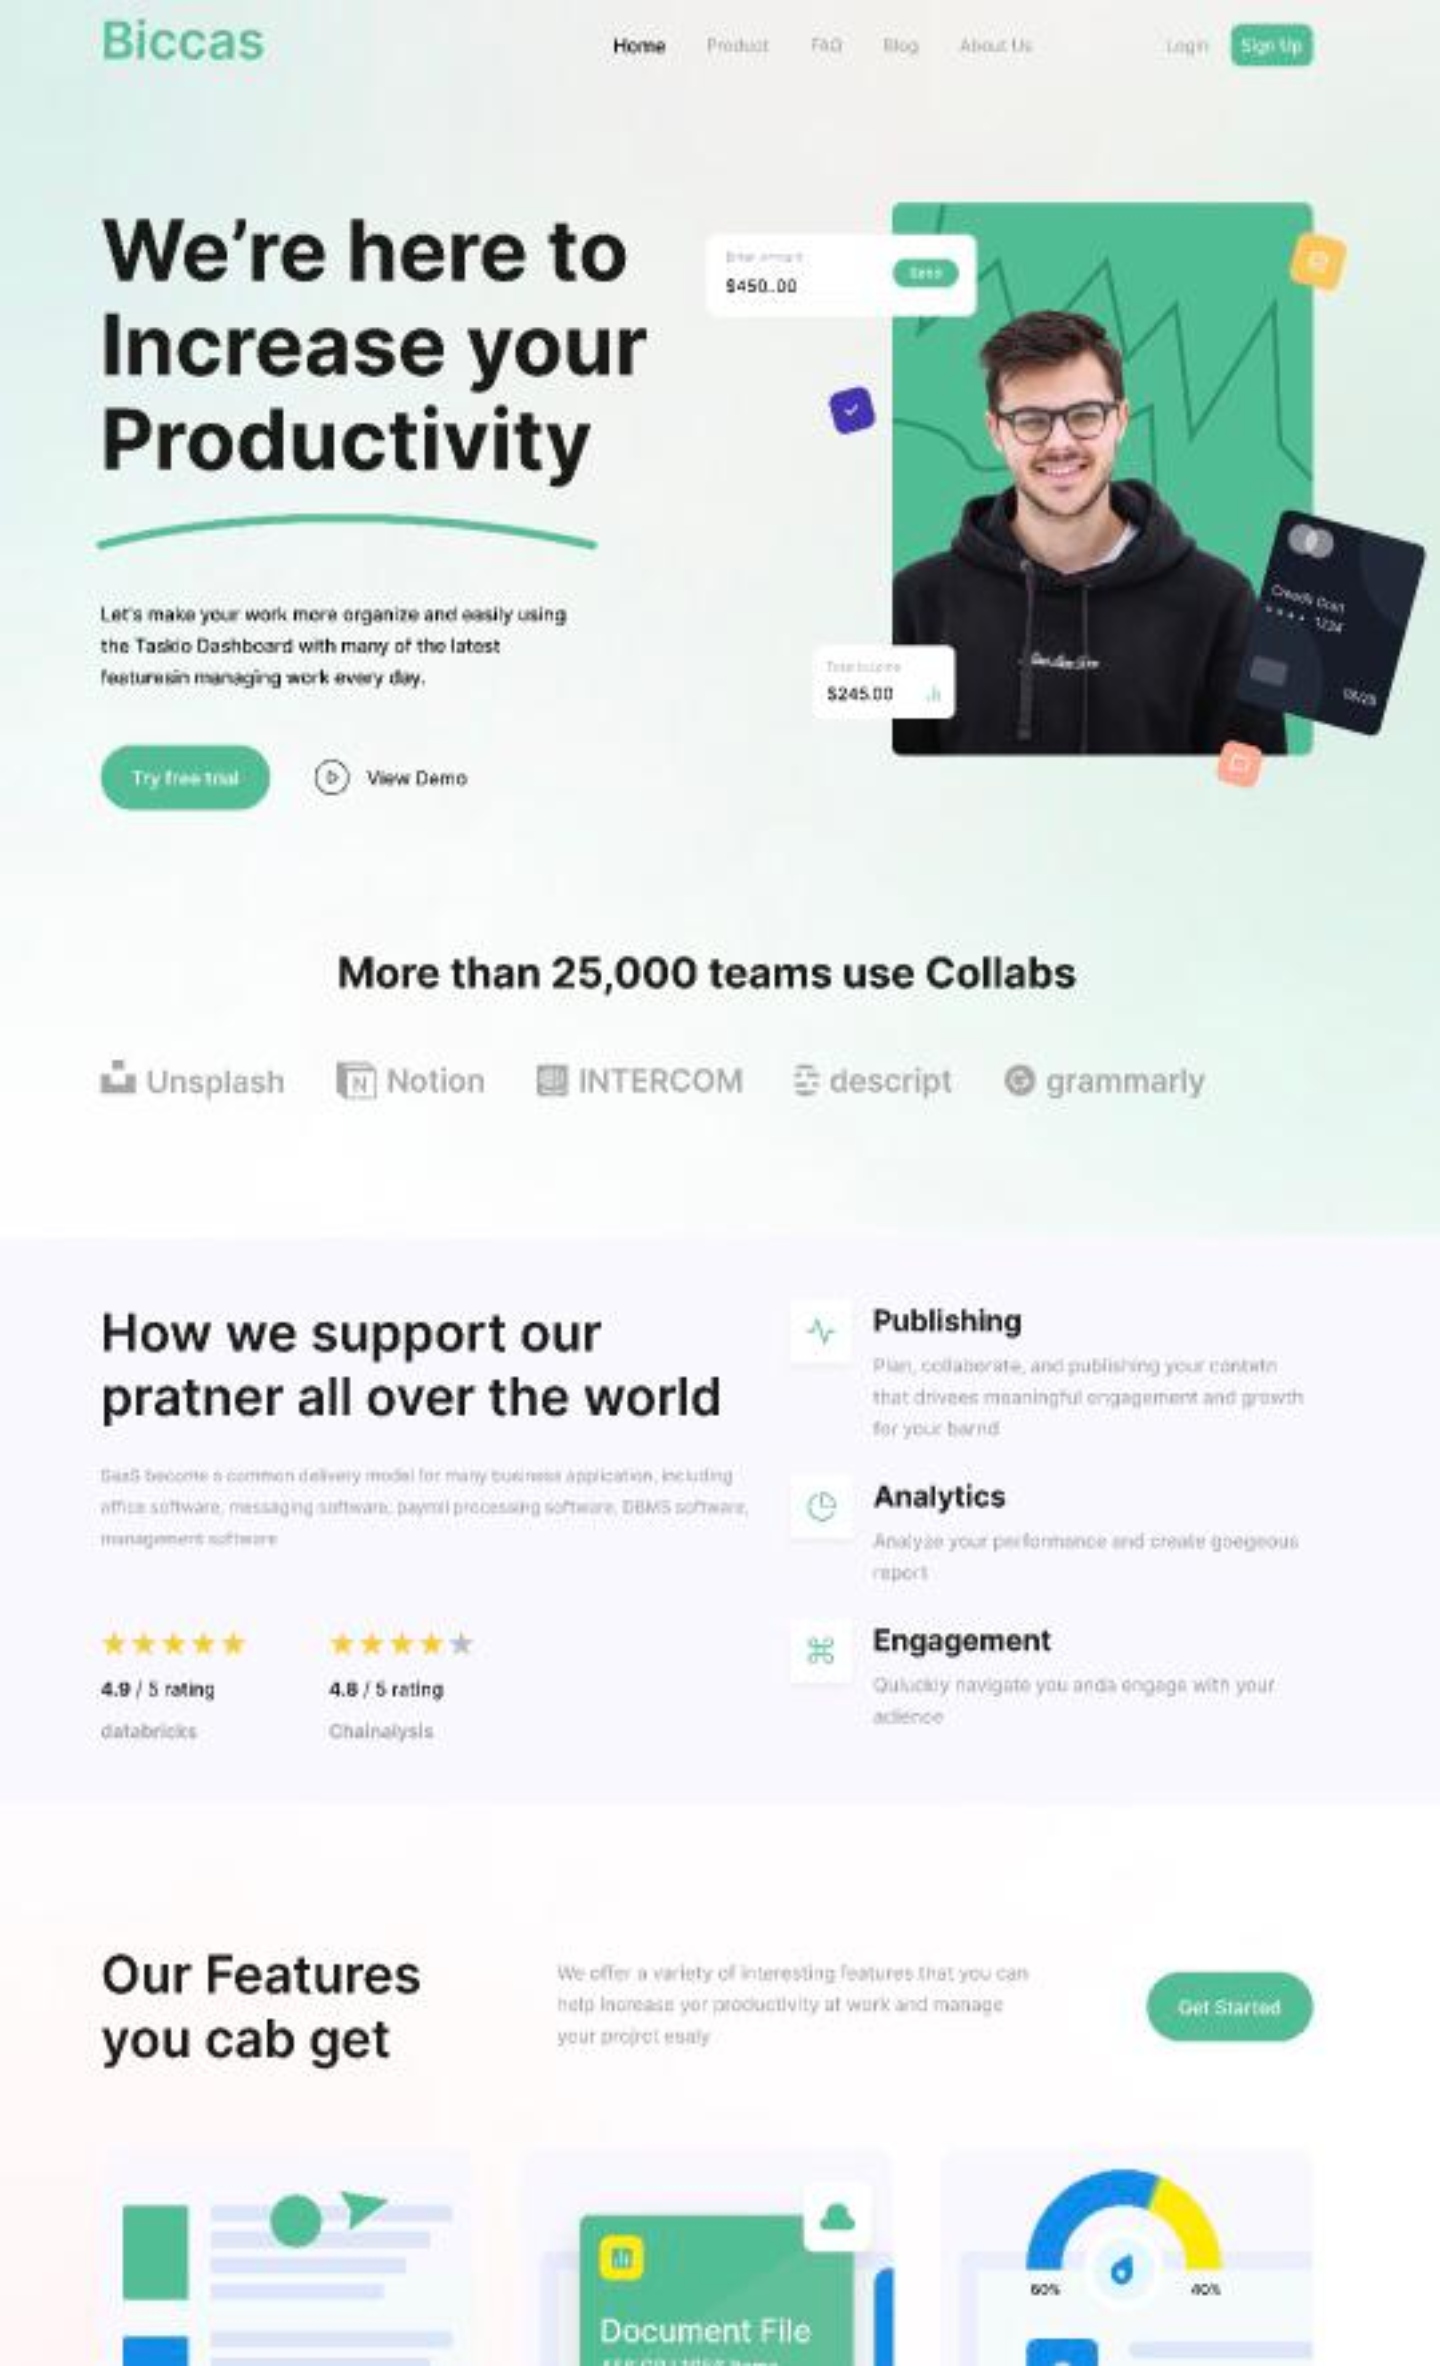 Biccas
Home Product FAQ Blog About Us Login Sign Up
We're here to
Increase your
Productivity
Let's make your work more organize and easily using
the Taskio Dashboard with many of the latest
featuresin managing work every day.
Try free trial
View Demo
Enter amount
$450..00
Send
Total Income
$245.00
Credit Card
1234
More than 25,000 teams use Collabs
Unsplash
Notion
INTERCOM
descript
grammarly
How we support our
pratner all over the world
SaaS become a common delivery model for many business application, including
office software, messaging software, payroll processing software, DBMS software,
management software
4.9 / 5 rating
databricks
4.8 / 5 rating
Chainalysis
Publishing
Plan, collaborate, and publishing your contetn
that drivees meaningful engagement and growth
for your barnd
Analytics
Analyze your performance and create goegeous
report
Engagement
Quiuckiy navigate you anda engage with your
adience
Our Features
you cab get
We offer a variety of interesting features that you can
help increase yor productivity at work and manage
your projrct esaly
Get Started
Document File
60%
40%